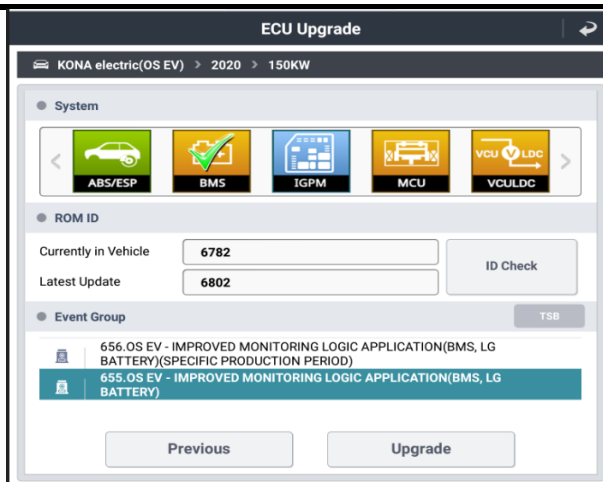 ECU Upgrade
KONA electric(OS EV) > 2020 > 150KW
System
ABS/ESP
BMS
IGPM
MCU
VCU LDC
VCULDC
ROM ID
Currently in Vehicle 6782
ID Check
Latest Update 6802
Event Group TSB
656.OS EV - IMPROVED MONITORING LOGIC APPLICATION(BMS, LG
BATTERY)(SPECIFIC PRODUCTION PERIOD)
655.OS EV - IMPROVED MONITORING LOGIC APPLICATION(BMS, LG
BATTERY)
Previous Upgrade